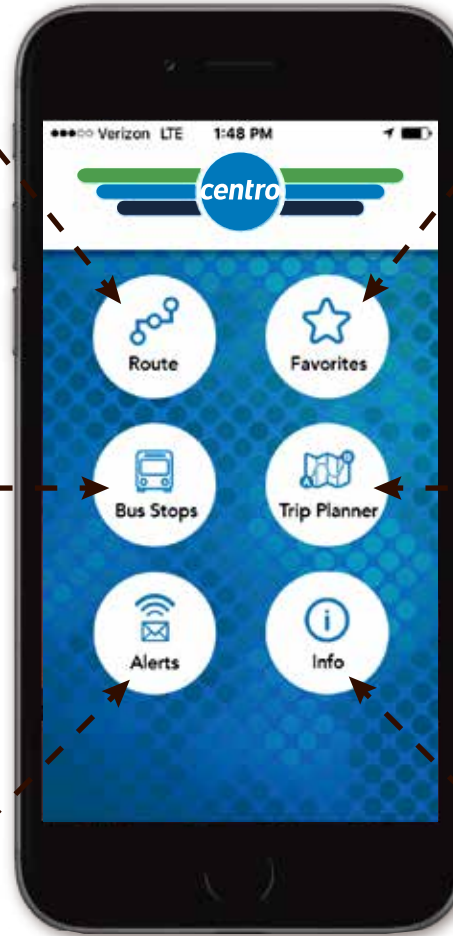 Verizon LTE 1:48 PM
centro
Route Favorites
Bus Stops Trip Planner
Alerts Info